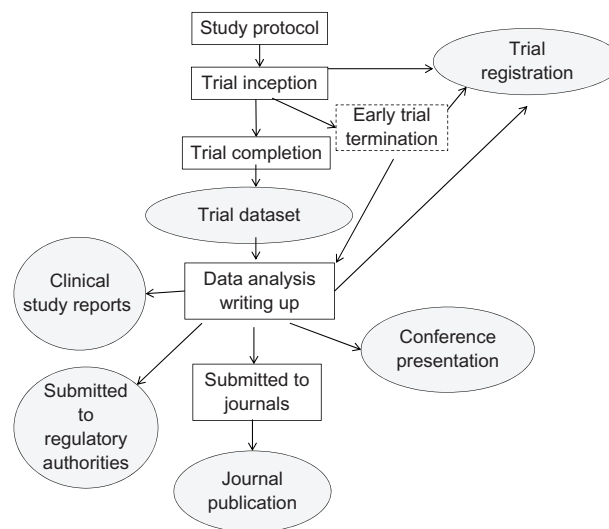 Study protocol
Trial
registration
Trial inception
Early trial
termination
Trial completion
Trial dataset
Clinical
study reports
Data analysis
writing up
Conference
presentation
Submitted
to
regulatory
authorities
Submitted to
journals
Journal
publication